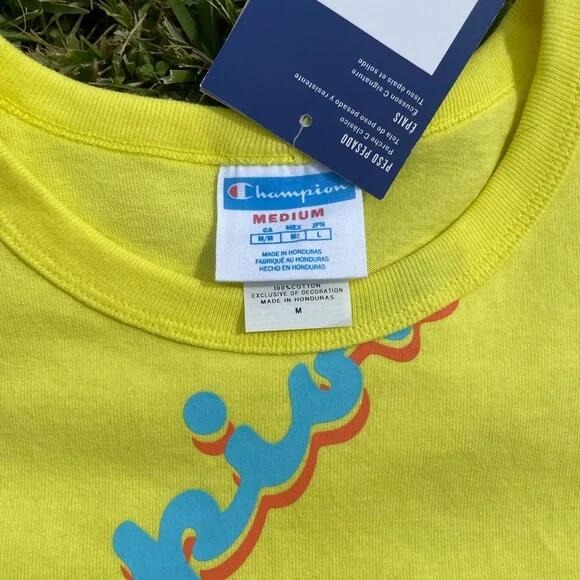 PESO PESADO
Parche C clásico
Tela de peso pesado y resistente
ÉPAIS
Écusson C signature
Tissu épais et solide
Champion
MEDIUM
CA MEX JPN
M/M L
MADE IN HONDURAS
FABRIQUÉ AU HONDURAS
HECHO EN HONDURAS
100%COTTON
EXCLUSIVE OF DECORATION
MADE IN HONDURAS
M
pion